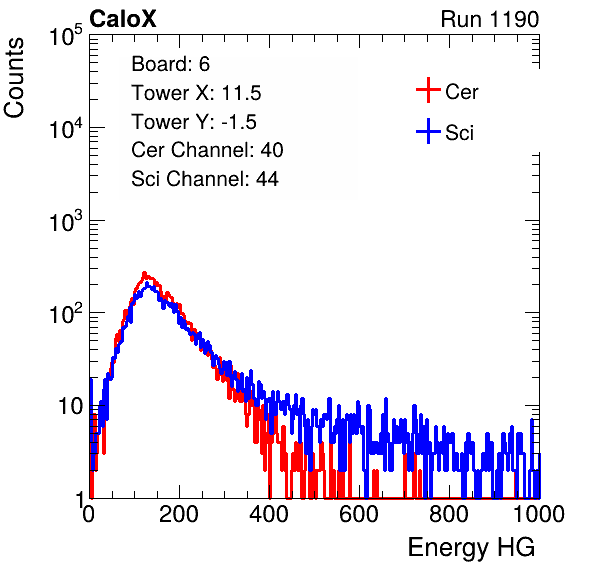 CaloX Run 1190
Counts
10^5
10^4
10^3
10^2
10
1
Board: 6
Tower X: 11.5
Tower Y: -1.5
Cer Channel: 40
Sci Channel: 44
Cer
Sci
0 200 400 600 800 1000
Energy HG